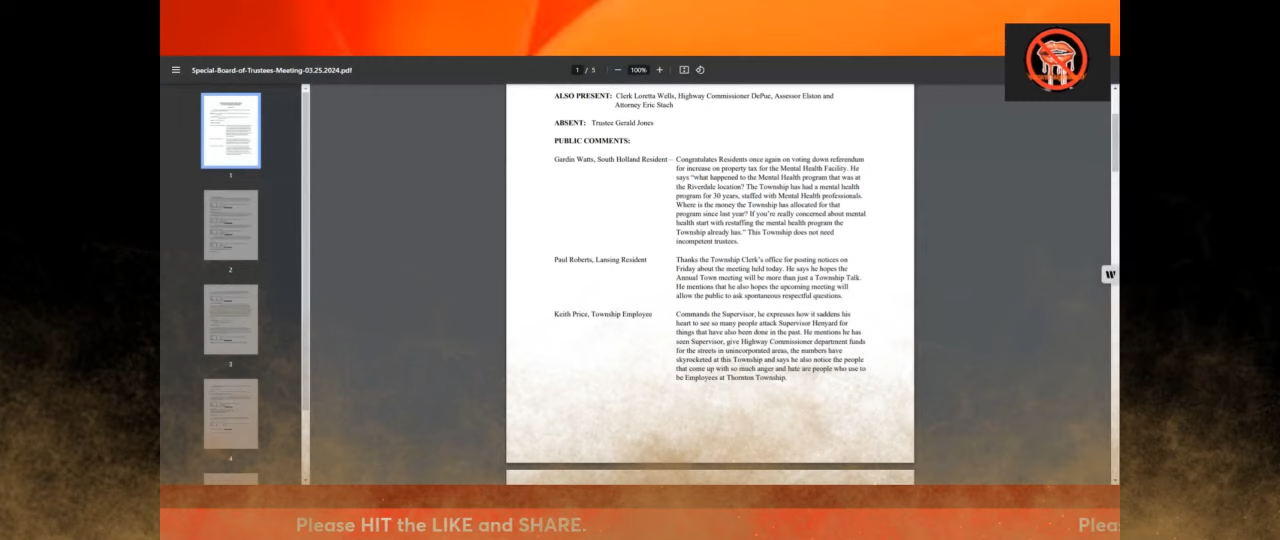 Special-Board-of-Trustees-Meeting-03.25.2024.pdf
1 / 5
100%
ALSO PRESENT: Clerk Loretta Wells, Highway Commissioner DePue, Assessor Elston and
Attorney Eric Stach
ABSENT: Trustee Gerald Jones
PUBLIC COMMENTS:
Gardin Watts, South Holland Resident – Congratulates Residents once again on voting down referendum
for increase on property tax for the Mental Health Facility. He
says “what happened to the Mental Health program that was at
the Riverdale location? The Township has had a mental health
program for 30 years, staffed with Mental Health professionals.
Where is the money the Township has allocated for that
program since last year? If you’re really concerned about mental
health start with restaffing the mental health program the
Township already has.” This Township does not need
incompetent trustees.
Paul Roberts, Lansing Resident Thanks the Township Clerk’s office for posting notices on
Friday about the meeting held today. He says he hopes the
Annual Town meeting will be more than just a Township Talk.
He mentions that he also hopes the upcoming meeting will
allow the public to ask spontaneous respectful questions.
Keith Price, Township Employee Commands the Supervisor, he expresses how it saddens his
heart to see so many people attack Supervisor Henyard for
things that have also been done in the past. He mentions he has
seen Supervisor, give Highway Commissioner department funds
for the streets in unincorporated areas, the numbers have
skyrocketed at this Township and says he also notice the people
that come up with so much anger and hate are people who use to
be Employees at Thornton Township.
1
2
3
4
W
Please HIT the LIKE and SHARE.
Plea